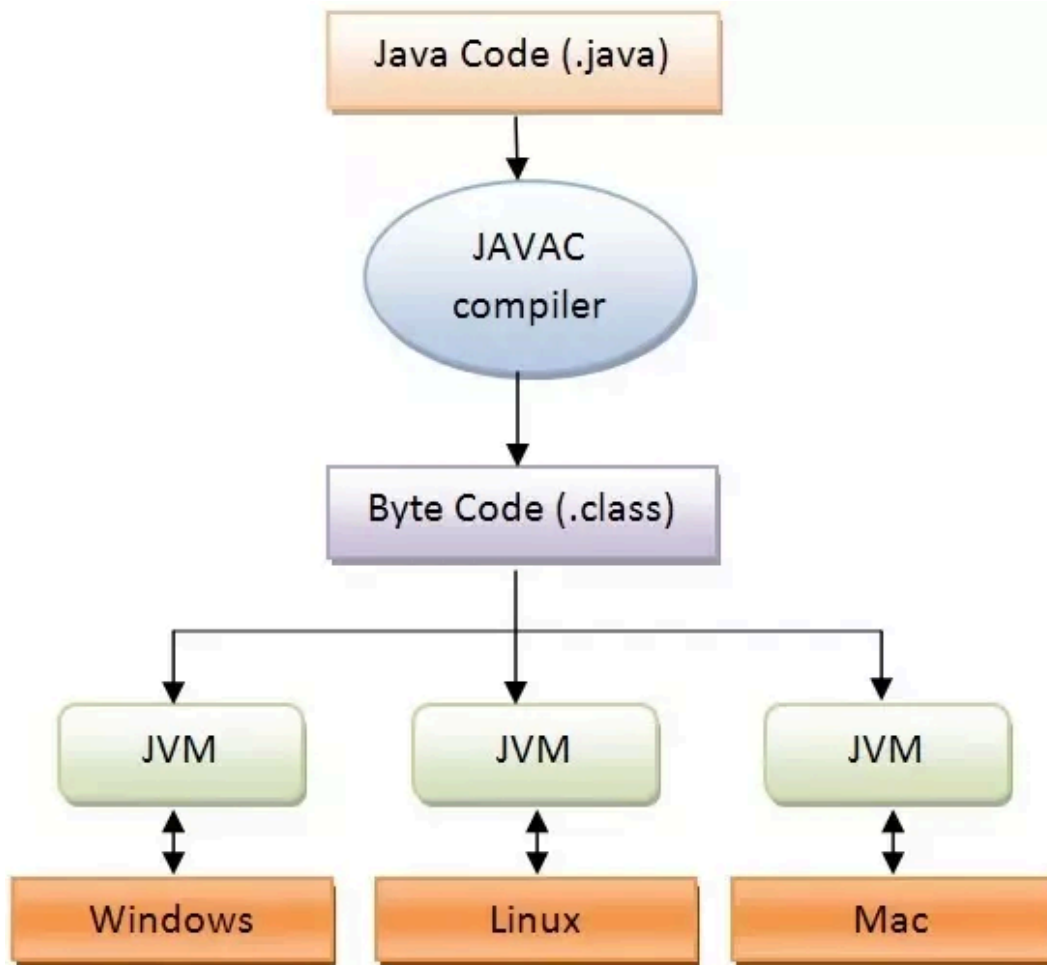 Java Code (.java)
JAVAC
compiler
Byte Code (.class)
JVM
JVM
JVM
Windows
Linux
Mac